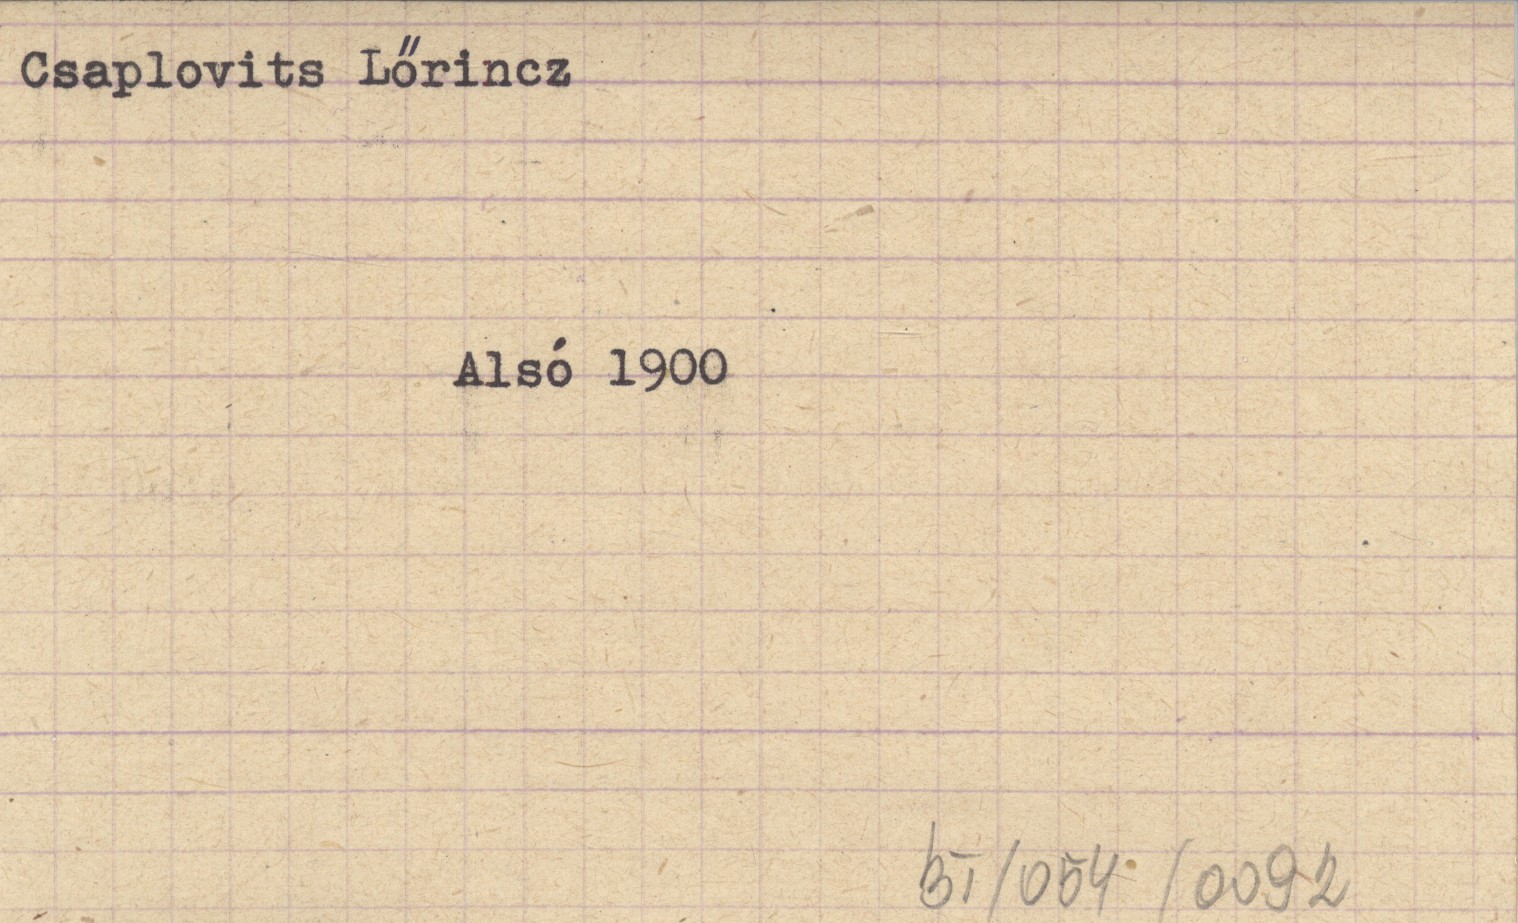 Csaplovits Lőrincz
Alsó 1900
BI/054/0092